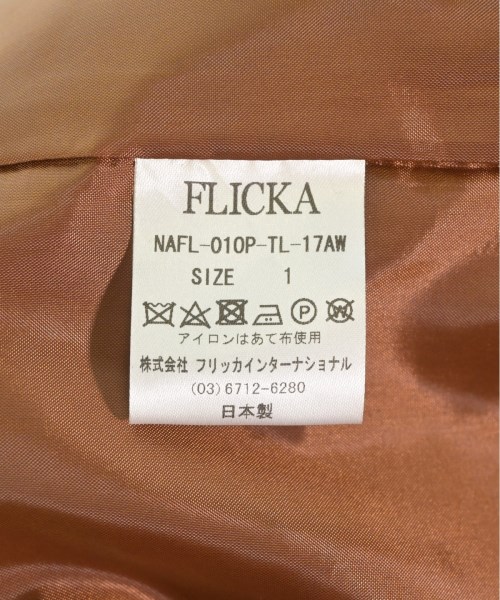 FLICKA
NAFL-010P-TL-17AW
SIZE 1
P W
アイロンはあて布使用
株式会社 フリッカインターナショナル
(03)6712-6280
日本製